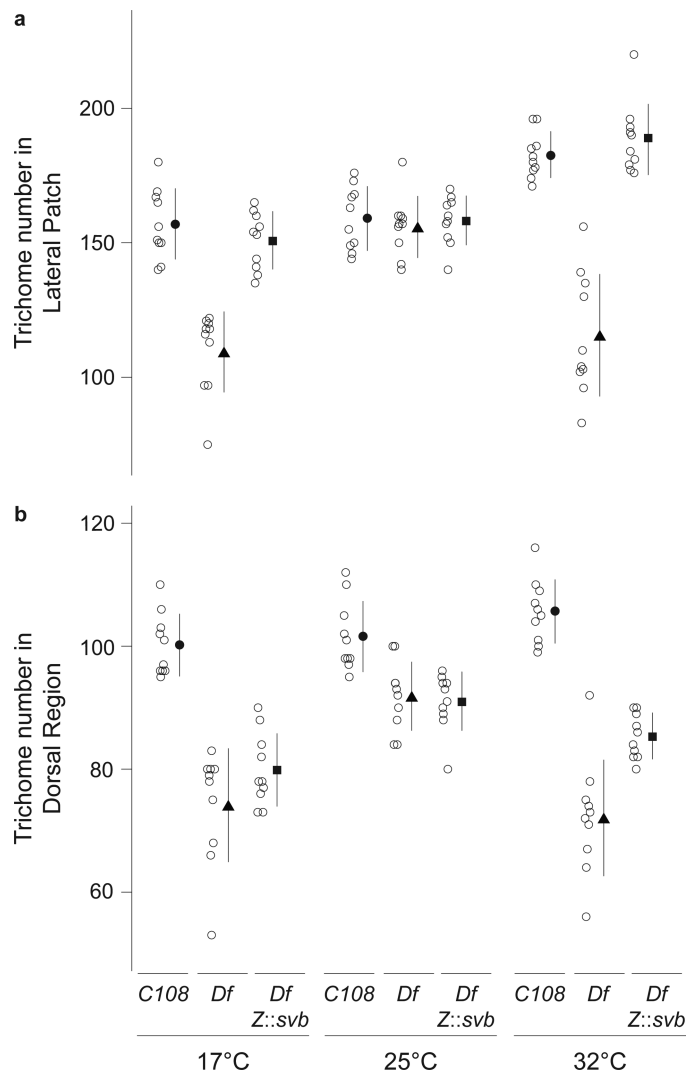 a
Trichome number in
Lateral Patch
200
150
100
b
Trichome number in
Dorsal Region
120
100
80
60
C108 Df Df C108 Df Df C108 Df Df
Z::svb Z::svb Z::svb
17°C 25°C 32°C